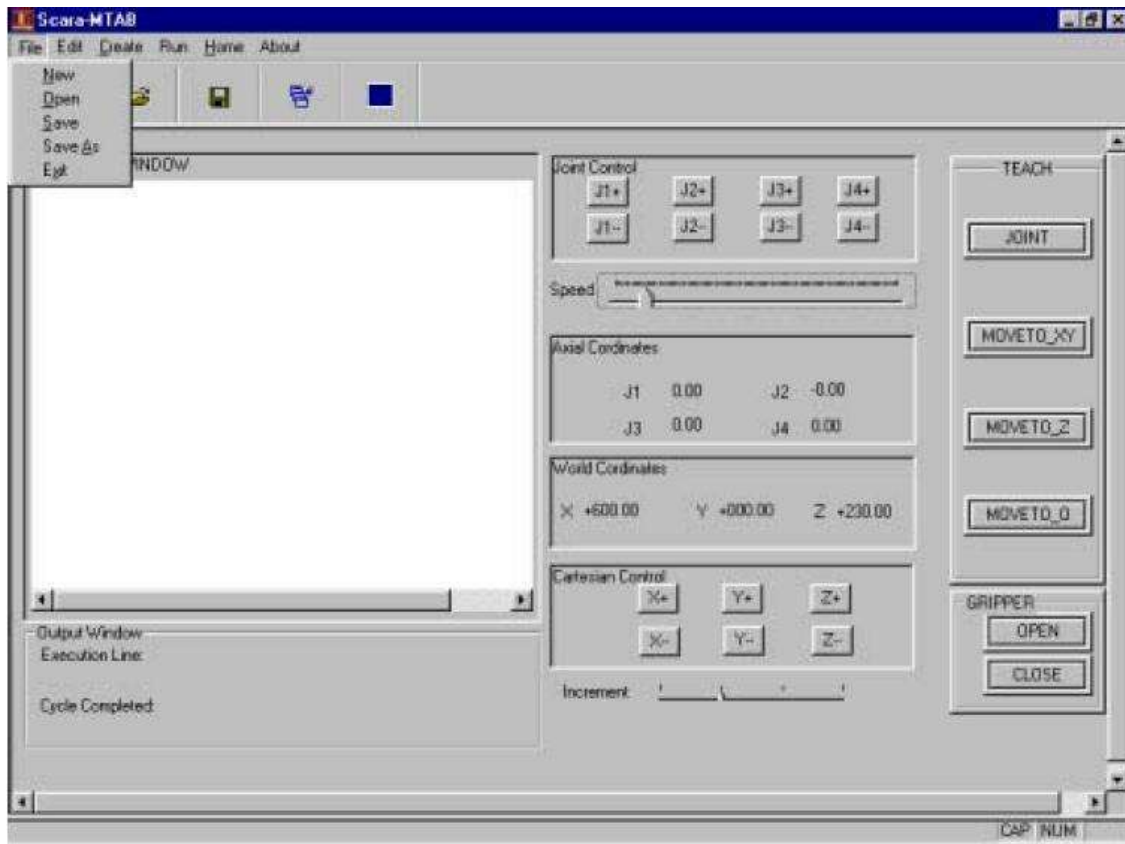 Scara-MTAB
File Edit Create Run Home About
New
Open
Save
Save As
Exit
INDOW
Joint Control
J1+ J2+ J3+ J4+
J1-- J2-- J3-- J4--
Speed
Axial Cordinates
J1 0.00 J2 -0.00
J3 0.00 J4 0.00
World Cordinates
X +600.00 Y +000.00 Z +230.00
Cartesian Control
X+ Y+ Z+
X-- Y-- Z--
Increment
TEACH
JOINT
MOVETO_XY
MOVETO_Z
MOVETO_O
GRIPPER
OPEN
CLOSE
Output Window
Execution Line:
Cycle Completed:
CAP NUM